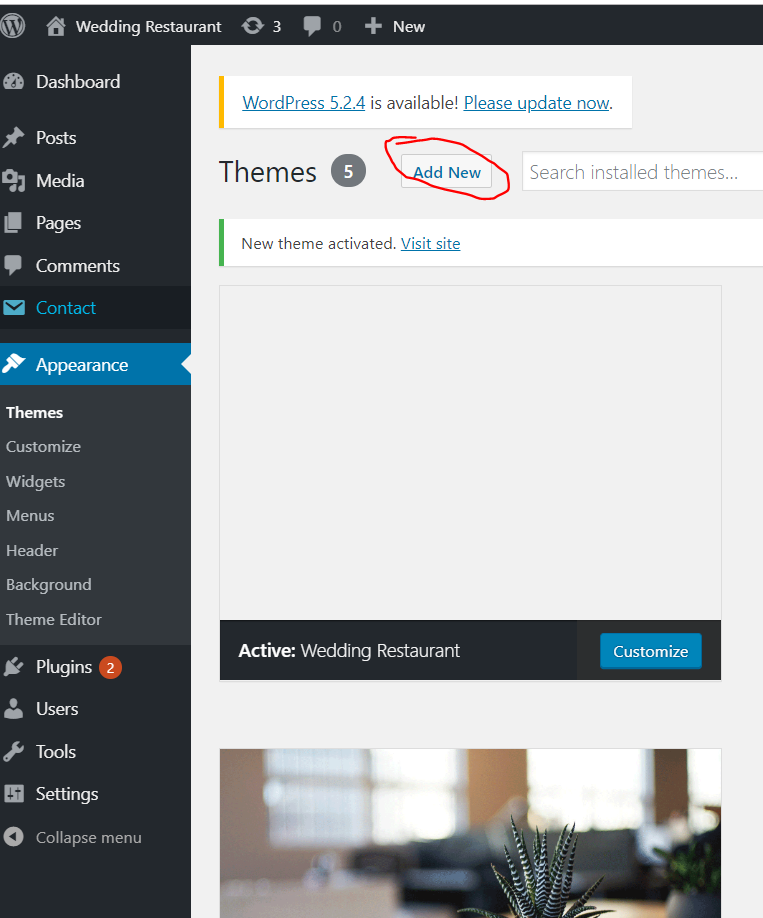 Wedding Restaurant 3 0 New
Dashboard
Posts
Media
Pages
Comments
Contact
Appearance
Themes
Customize
Widgets
Menus
Header
Background
Theme Editor
Plugins 2
Users
Tools
Settings
Collapse menu
WordPress 5.2.4 is available! Please update now.
Themes 5 Add New Search installed themes...
New theme activated. Visit site
Active: Wedding Restaurant Customize